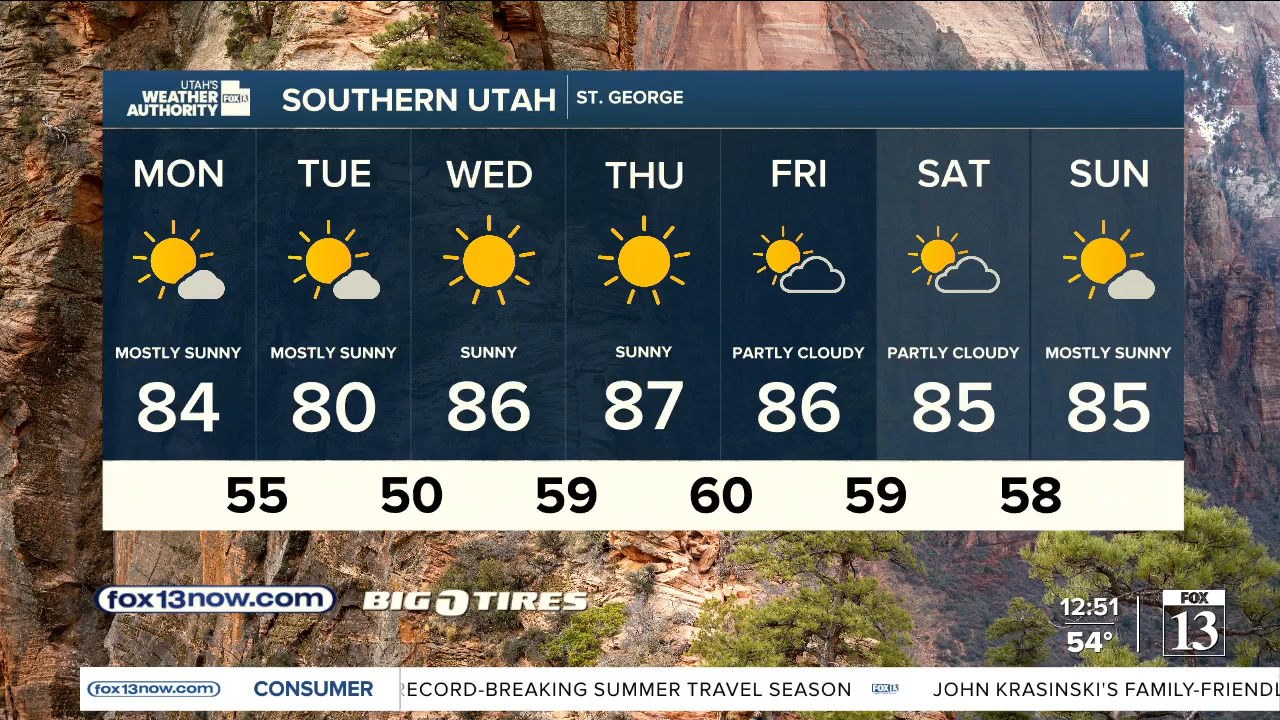 UTAH'S
WEATHER
AUTHORITY
FOX 13
SOUTHERN UTAH
ST. GEORGE
MON TUE WED THU FRI SAT SUN
MOSTLY SUNNY MOSTLY SUNNY SUNNY SUNNY PARTLY CLOUDY PARTLY CLOUDY MOSTLY SUNNY
84 80 86 87 86 85 85
55 50 59 60 59 58
fox13now.com
BIG O TIRES
12:51
54°
FOX
13
fox13now.com CONSUMER ECORD-BREAKING SUMMER TRAVEL SEASON FOX 13 JOHN KRASINSKI'S FAMILY-FRIENDL